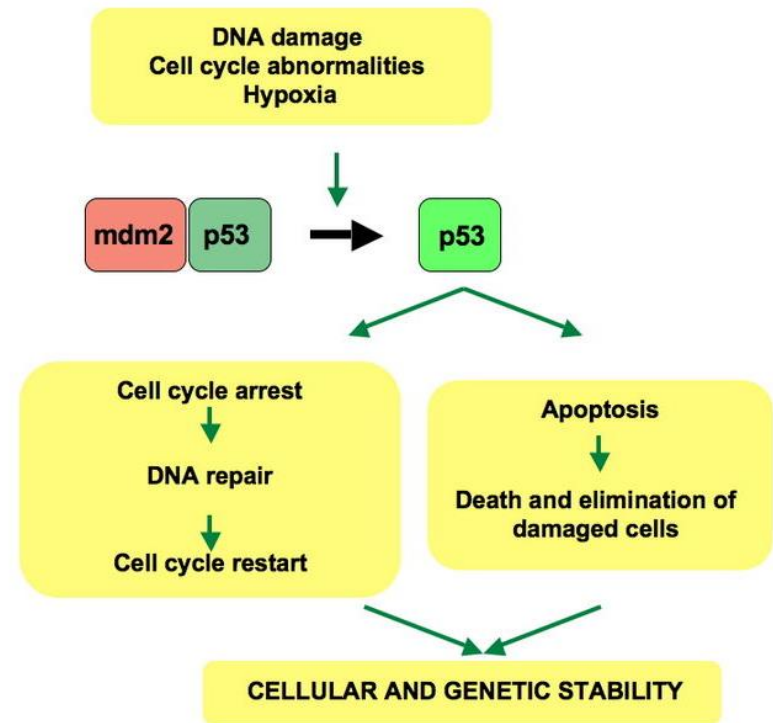 DNA damage
Cell cycle abnormalities
Hypoxia
mdm2
p53
p53
Cell cycle arrest
DNA repair
Cell cycle restart
Apoptosis
Death and elimination of
damaged cells
CELLULAR AND GENETIC STABILITY